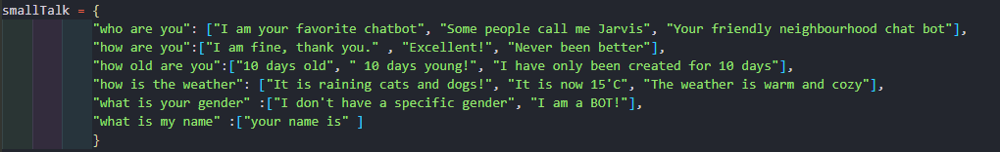 smallTalk = {
"who are you": ["I am your favorite chatbot", "Some people call me Jarvis", "Your friendly neighbourhood chat bot"],
"how are you":["I am fine, thank you." , "Excellent!", "Never been better"],
"how old are you":["10 days old", " 10 days young!", "I have only been created for 10 days"],
"how is the weather": ["It is raining cats and dogs!", "It is now 15'C", "The weather is warm and cozy"],
"what is your gender" :["I don't have a specific gender", "I am a BOT!"],
"what is my name" :["your name is" ]
}